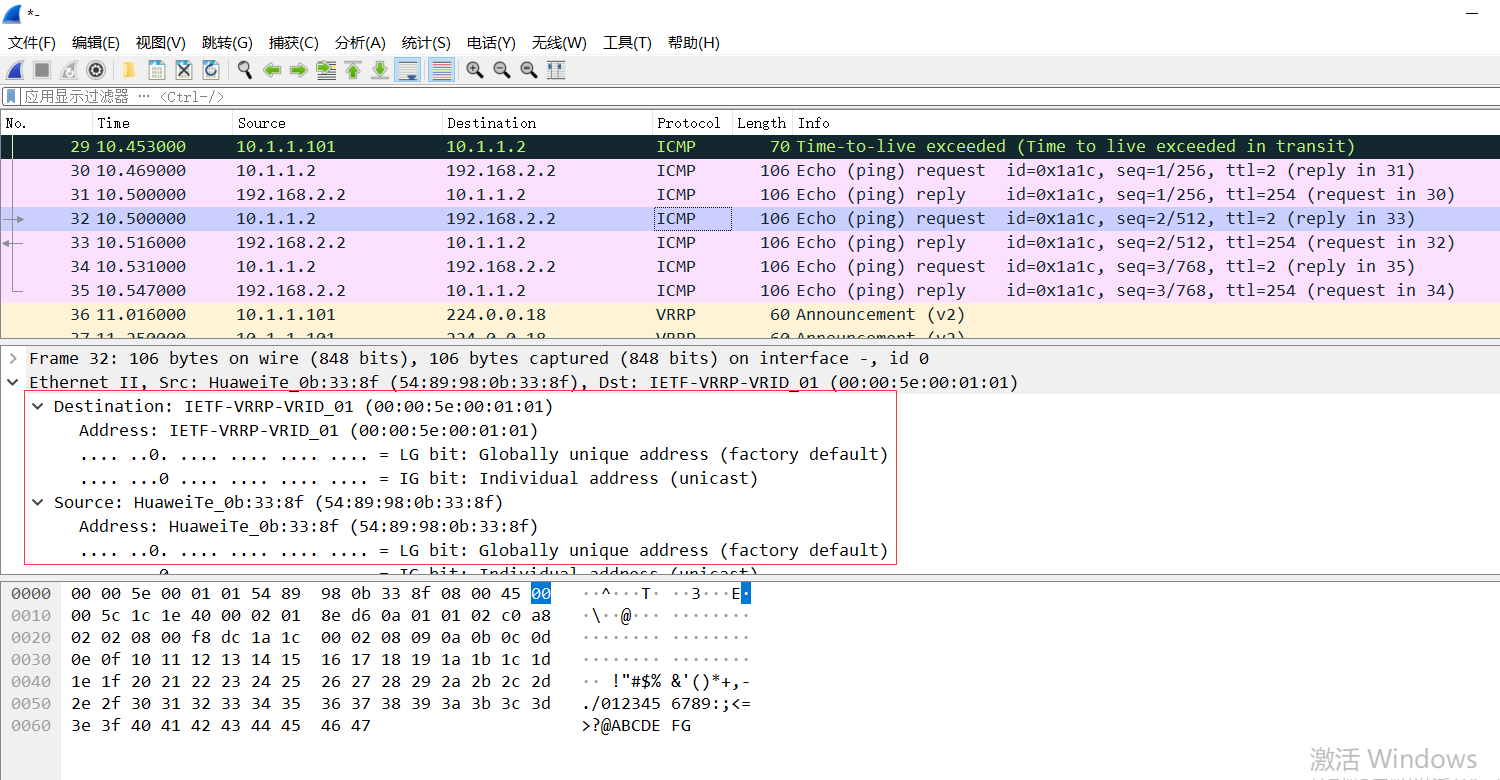 *-
文件(F) 编辑(E) 视图(V) 跳转(G) 捕获(C) 分析(A) 统计(S) 电话(Y) 无线(W) 工具(T) 帮助(H)
应用显示过滤器 … <Ctrl-/>
No. Time Source Destination Protocol Length Info
29 10.453000 10.1.1.101 10.1.1.2 ICMP 70 Time-to-live exceeded (Time to live exceeded in transit)
30 10.469000 10.1.1.2 192.168.2.2 ICMP 106 Echo (ping) request id=0x1a1c, seq=1/256, ttl=2 (reply in 31)
31 10.500000 192.168.2.2 10.1.1.2 ICMP 106 Echo (ping) reply id=0x1a1c, seq=1/256, ttl=254 (request in 30)
32 10.500000 10.1.1.2 192.168.2.2 ICMP 106 Echo (ping) request id=0x1a1c, seq=2/512, ttl=2 (reply in 33)
33 10.516000 192.168.2.2 10.1.1.2 ICMP 106 Echo (ping) reply id=0x1a1c, seq=2/512, ttl=254 (request in 32)
34 10.531000 10.1.1.2 192.168.2.2 ICMP 106 Echo (ping) request id=0x1a1c, seq=3/768, ttl=2 (reply in 35)
35 10.547000 192.168.2.2 10.1.1.2 ICMP 106 Echo (ping) reply id=0x1a1c, seq=3/768, ttl=254 (request in 34)
36 11.016000 10.1.1.101 224.0.0.18 VRRP 60 Announcement (v2)
37 11.250000 10.1.1.101 224.0.0.18 VRRP 60 Announcement (v2)
Frame 32: 106 bytes on wire (848 bits), 106 bytes captured (848 bits) on interface -, id 0
Ethernet II, Src: HuaweiTe_0b:33:8f (54:89:98:0b:33:8f), Dst: IETF-VRRP-VRID_01 (00:00:5e:00:01:01)
Destination: IETF-VRRP-VRID_01 (00:00:5e:00:01:01)
Address: IETF-VRRP-VRID_01 (00:00:5e:00:01:01)
.... ..0. .... .... .... .... = LG bit: Globally unique address (factory default)
.... ...0 .... .... .... .... = IG bit: Individual address (unicast)
Source: HuaweiTe_0b:33:8f (54:89:98:0b:33:8f)
Address: HuaweiTe_0b:33:8f (54:89:98:0b:33:8f)
.... ..0. .... .... .... .... = LG bit: Globally unique address (factory default)
.... ...0 .... .... .... .... = IG bit: Individual address (unicast)
0000 00 00 5e 00 01 01 54 89 98 0b 33 8f 08 00 45 00 ··^···T· ··3···E·
0010 00 5c 1c 1e 40 00 02 01 8e d6 0a 01 01 02 c0 a8 ·\··@··· ········
0020 02 02 08 00 f8 dc 1a 1c 00 02 08 09 0a 0b 0c 0d ········ ········
0030 0e 0f 10 11 12 13 14 15 16 17 18 19 1a 1b 1c 1d ········ ········
0040 1e 1f 20 21 22 23 24 25 26 27 28 29 2a 2b 2c 2d ·· !"#$% &'()*+,-
0050 2e 2f 30 31 32 33 34 35 36 37 38 39 3a 3b 3c 3d ./012345 6789:;<=
0060 3e 3f 40 41 42 43 44 45 46 47 >?@ABCDE FG
激活 Windows